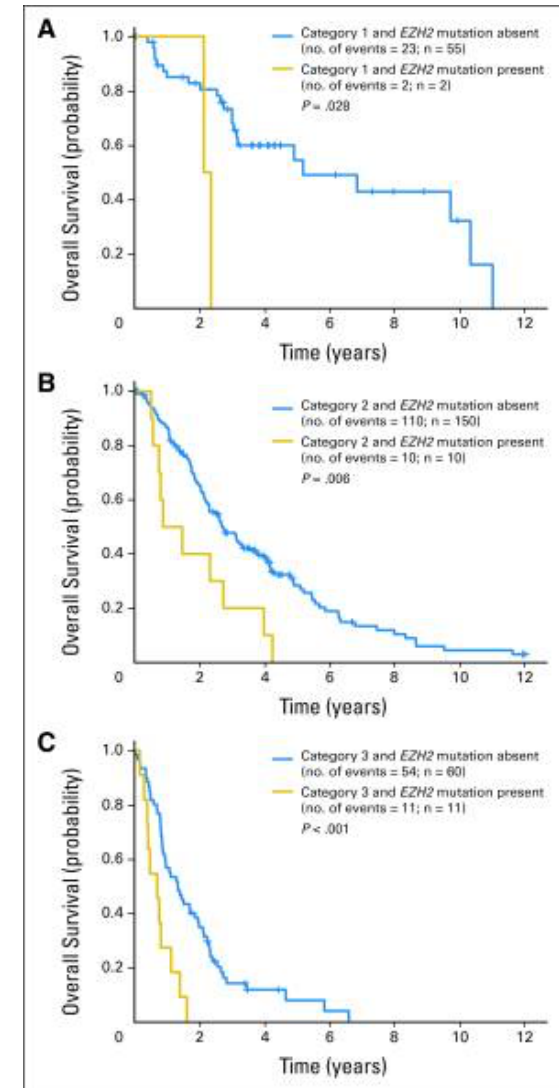 A
Overall Survival (probability)
1.0
0.8
0.6
0.4
0.2
Category 1 and EZH2 mutation absent
(no. of events = 23; n = 55)
Category 1 and EZH2 mutation present
(no. of events = 2; n = 2)
P = .028
0 2 4 6 8 10 12
Time (years)
B
Overall Survival (probability)
1.0
0.8
0.6
0.4
0.2
Category 2 and EZH2 mutation absent
(no. of events = 110; n = 150)
Category 2 and EZH2 mutation present
(no. of events = 10; n = 10)
P = .006
0 2 4 6 8 10 12
Time (years)
C
Overall Survival (probability)
1.0
0.8
0.6
0.4
0.2
Category 3 and EZH2 mutation absent
(no. of events = 54; n = 60)
Category 3 and EZH2 mutation present
(no. of events = 11; n = 11)
P < .001
0 2 4 6 8 10 12
Time (years)